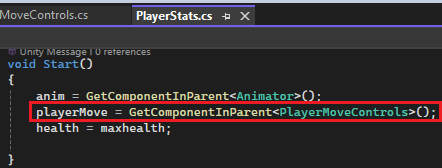 MoveControls.cs PlayerStats.cs
Unity Message | 0 references
void Start()
{
anim = GetComponentInParent<Animator>();
playerMove = GetComponentInParent<PlayerMoveControls>();
health = maxhealth;
}